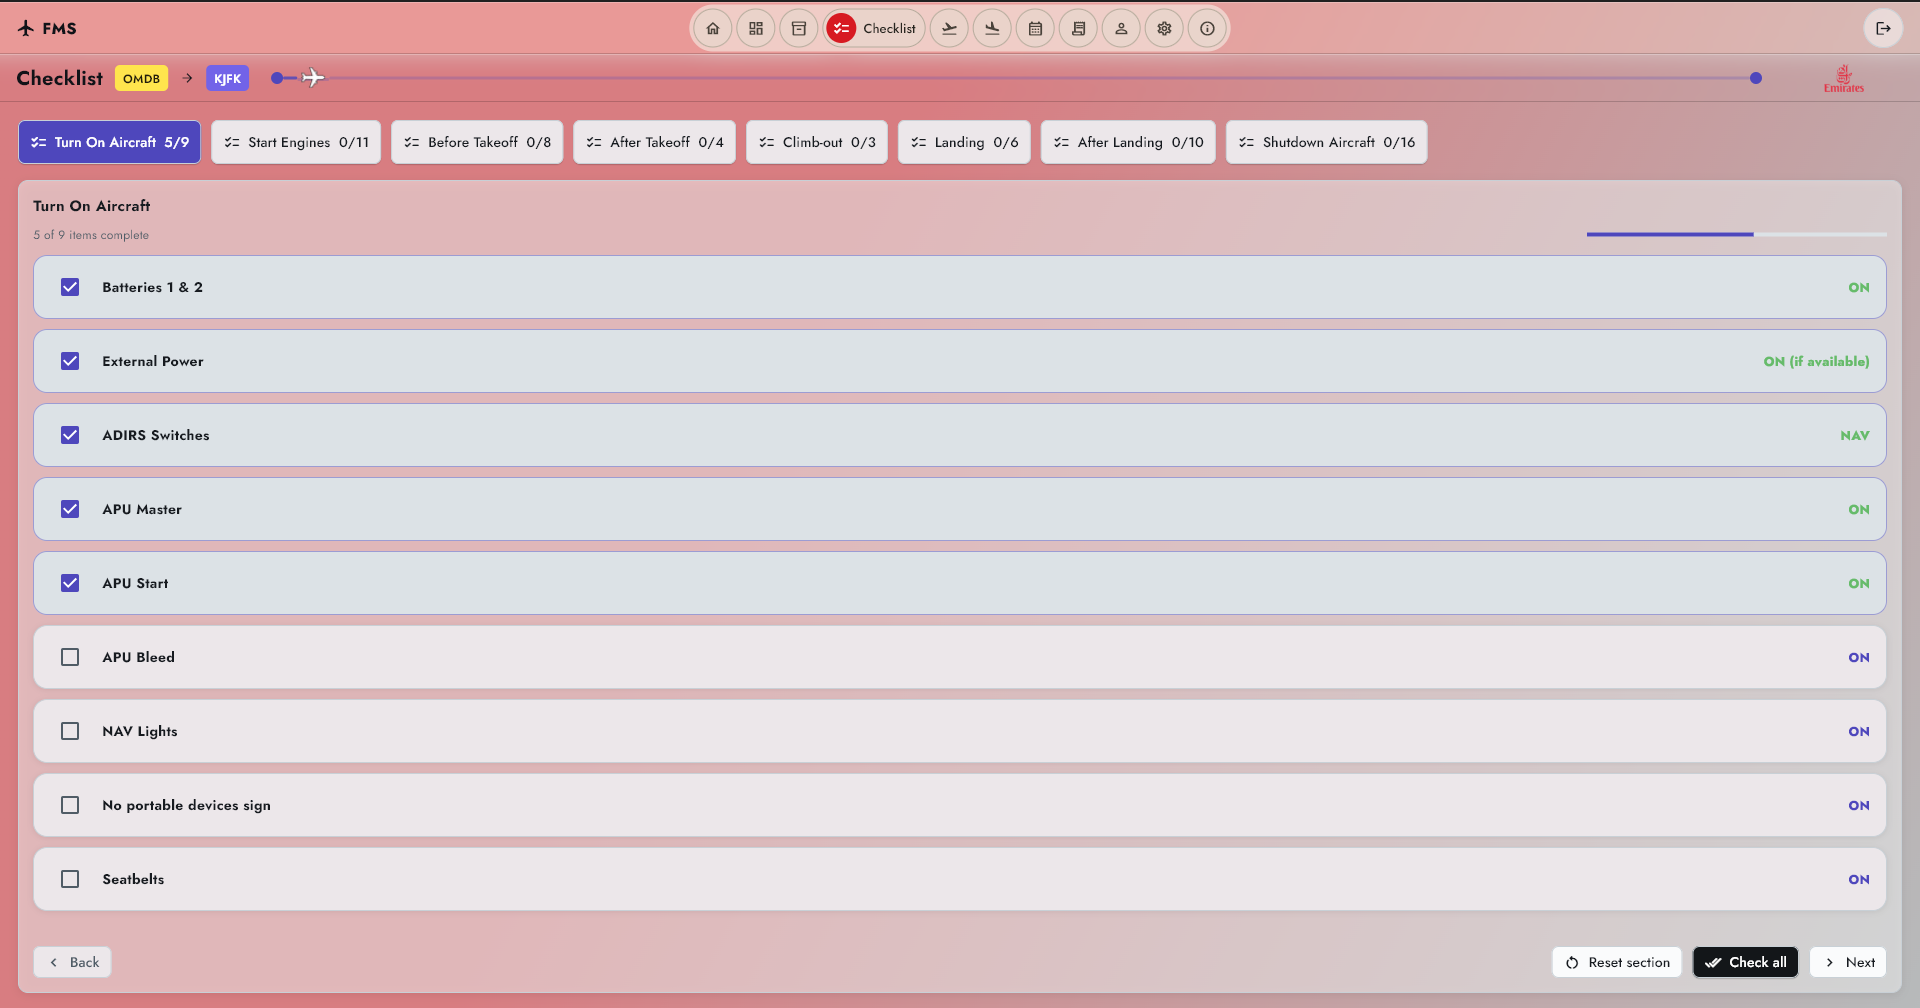 FMS
Checklist
Checklist OMDB → KJFK
Emirates
Turn On Aircraft 5/9
Start Engines 0/11
Before Takeoff 0/8
After Takeoff 0/4
Climb-out 0/3
Landing 0/6
After Landing 0/10
Shutdown Aircraft 0/16
Turn On Aircraft
5 of 9 items complete
Batteries 1 & 2 ON
External Power ON (if available)
ADIRS Switches NAV
APU Master ON
APU Start ON
APU Bleed ON
NAV Lights ON
No portable devices sign ON
Seatbelts ON
Back
Reset section
Check all
Next